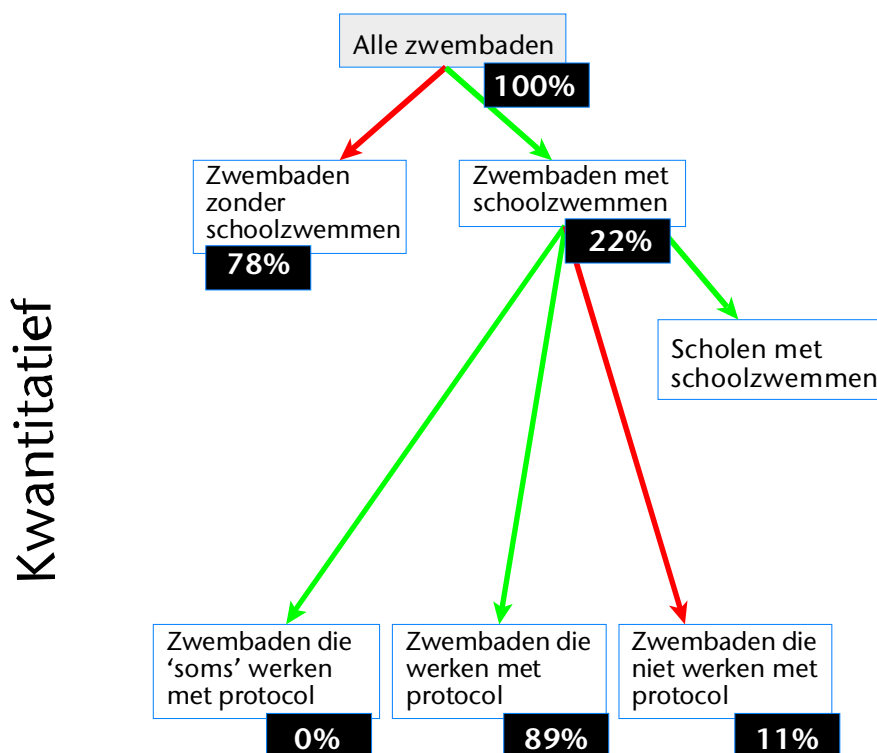 Alle zwembaden
100%
Zwembaden
zonder
schoolzwemmen
78%
Zwembaden met
schoolzwemmen
22%
Scholen met
schoolzwemmen
Kwantitatief
Zwembaden die
‘soms’ werken
met protocol
0%
Zwembaden die
werken met
protocol
89%
Zwembaden die
niet werken met
protocol
11%